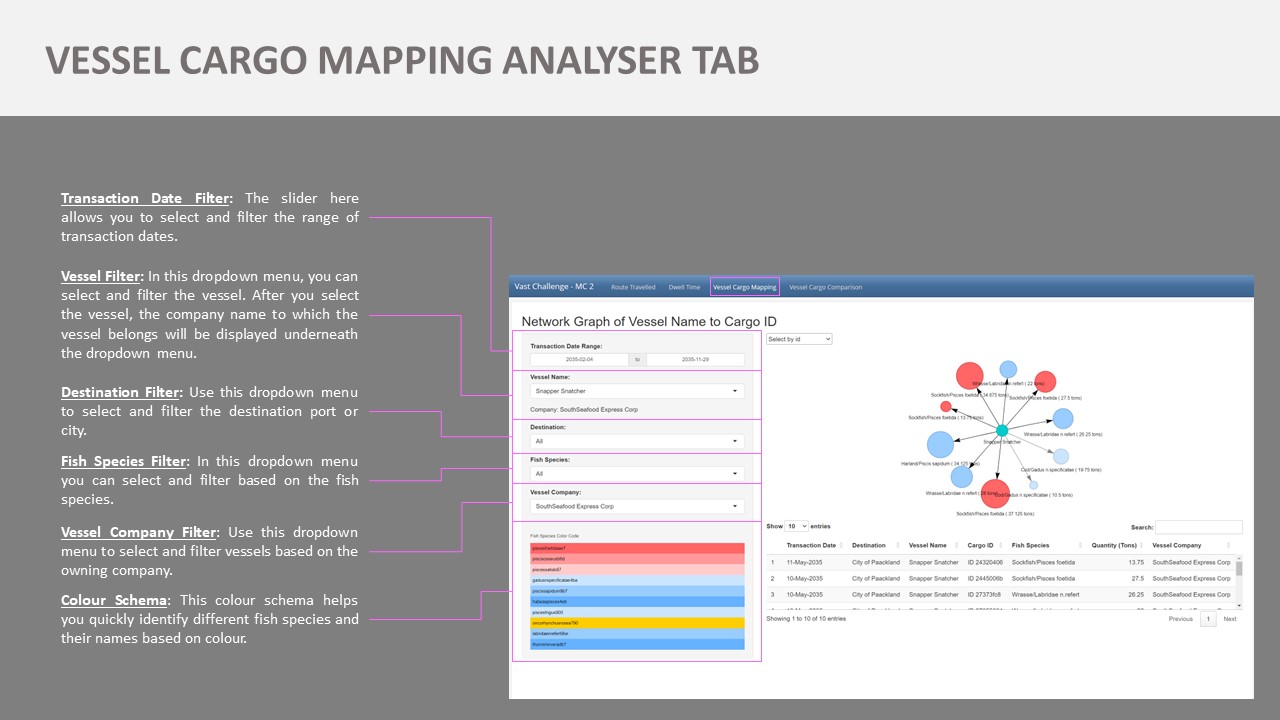 VESSEL CARGO MAPPING ANALYSER TAB
Transaction Date Filter: The slider here
allows you to select and filter the range of
transaction dates.
Vessel Filter: In this dropdown menu, you can
select and filter the vessel. After you select
the vessel, the company name to which the
vessel belongs will be displayed underneath
the dropdown menu.
Destination Filter: Use this dropdown menu
to select and filter the destination port or
city.
Fish Species Filter: In this dropdown menu
you can select and filter based on the fish
species.
Vessel Company Filter: Use this dropdown
menu to select and filter vessels based on the
owning company.
Colour Schema: This colour schema helps
you quickly identify different fish species and
their names based on colour.
Vast Challenge - MC 2 Route Travelled Dwell Time Vessel Cargo Mapping Vessel Cargo Comparison
Network Graph of Vessel Name to Cargo ID
Transaction Date Range:
2035-02-04 to 2035-11-29
Vessel Name:
Snapper Snatcher
Company: SouthSeafood Express Corp
Destination:
All
Fish Species:
All
Vessel Company:
SouthSeafood Express Corp
Fish Species Color Code
Select by id
Wrasse/Labridae n.refert ( 22 tons)
Sockfish/Pisces foetida ( 34.875 tons)
Sockfish/Pisces foetida ( 27.5 tons)
Sockfish/Pisces foetida ( 13.75 tons)
Wrasse/Labridae n.refert ( 26.25 tons)
Snapper Snatcher
Harland/Piscis sapidum ( 34.125 tons)
Cod/Gadus n.specificatae ( 19.75 tons)
Wrasse/Labridae n.refert ( 28 tons)
Cod/Gadus n.specificatae ( 10.5 tons)
Sockfish/Pisces foetida ( 37.125 tons)
Show 10 entries Search:
Transaction Date Destination Vessel Name Cargo ID Fish Species Quantity (Tons) Vessel Company
1 11-May-2035 City of Paackland Snapper Snatcher ID 24320406 Sockfish/Pisces foetida 13.75 SouthSeafood Express Corp
2 10-May-2035 City of Paackland Snapper Snatcher ID 2445006b Sockfish/Pisces foetida 27.5 SouthSeafood Express Corp
3 10-May-2035 City of Paackland Snapper Snatcher ID 27373fc8 Wrasse/Labridae n.refert 26.25 SouthSeafood Express Corp
Showing 1 to 10 of 10 entries Previous 1 Next